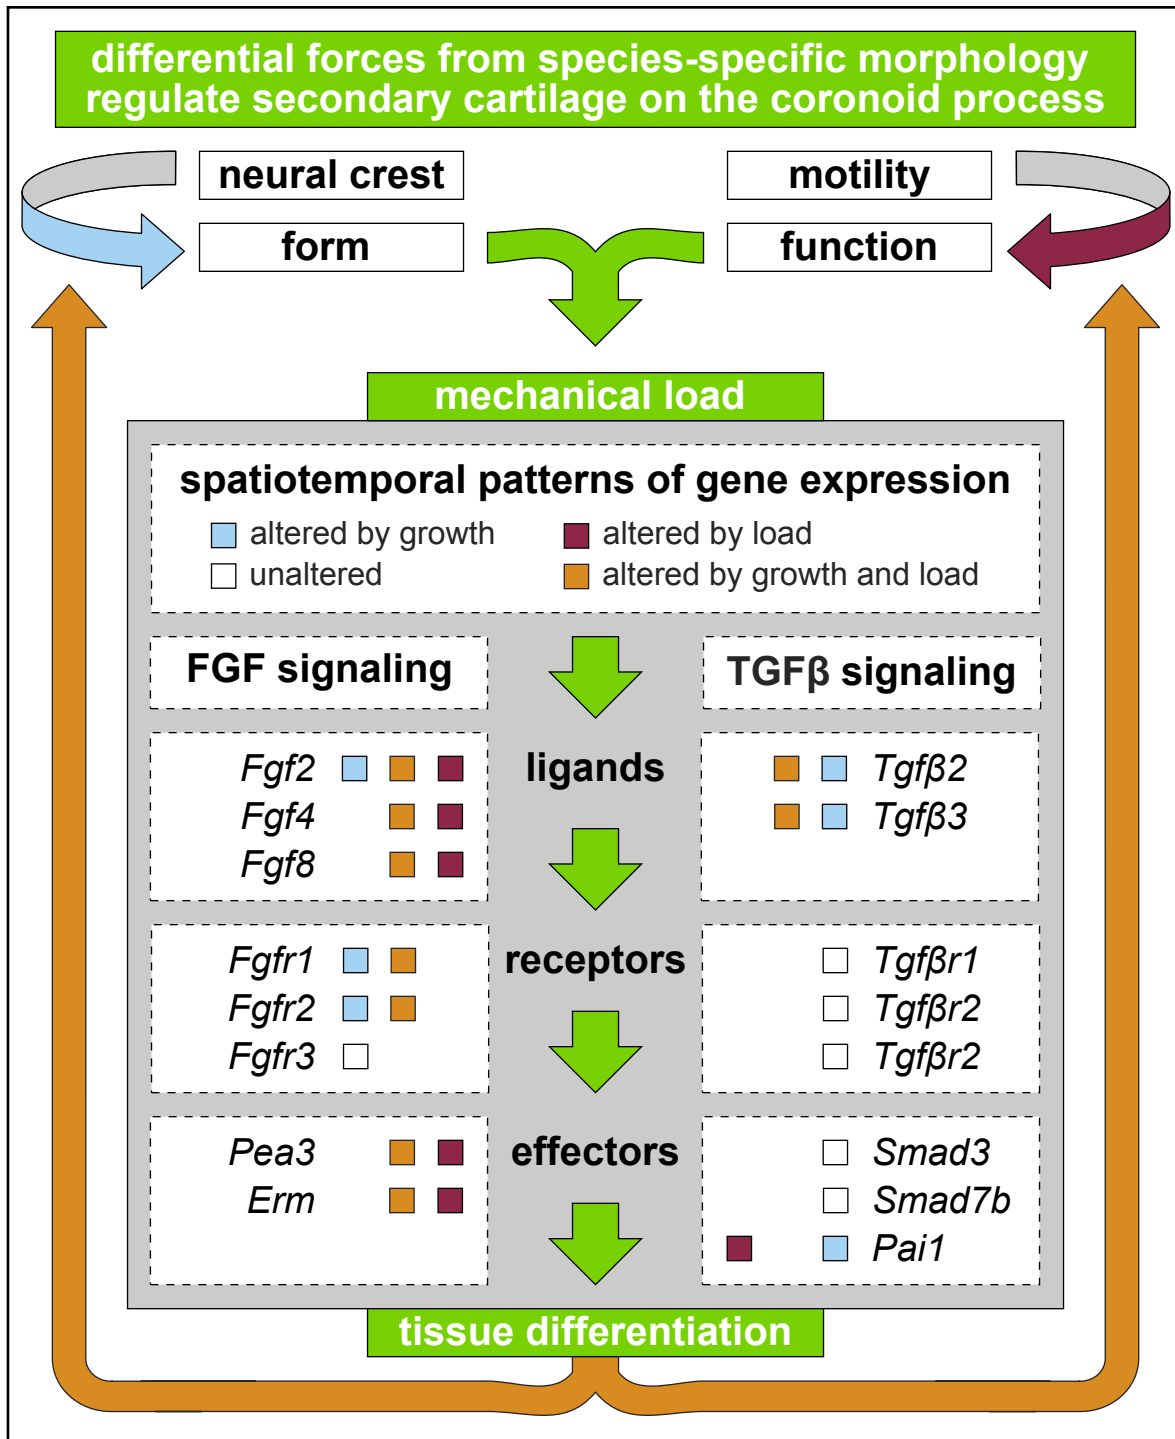 differential forces from species-specific morphology
regulate secondary cartilage on the coronoid process
neural crest
motility
form
function
mechanical load
spatiotemporal patterns of gene expression
altered by growth
altered by load
unaltered
altered by growth and load
FGF signaling
TGFβ signaling
ligands
Fgf2
Fgf4
Fgf8
Tgfβ2
Tgfβ3
receptors
Fgfr1
Fgfr2
Fgfr3
Tgfβr1
Tgfβr2
Tgfβr2
effectors
Pea3
Erm
Smad3
Smad7b
Pai1
tissue differentiation